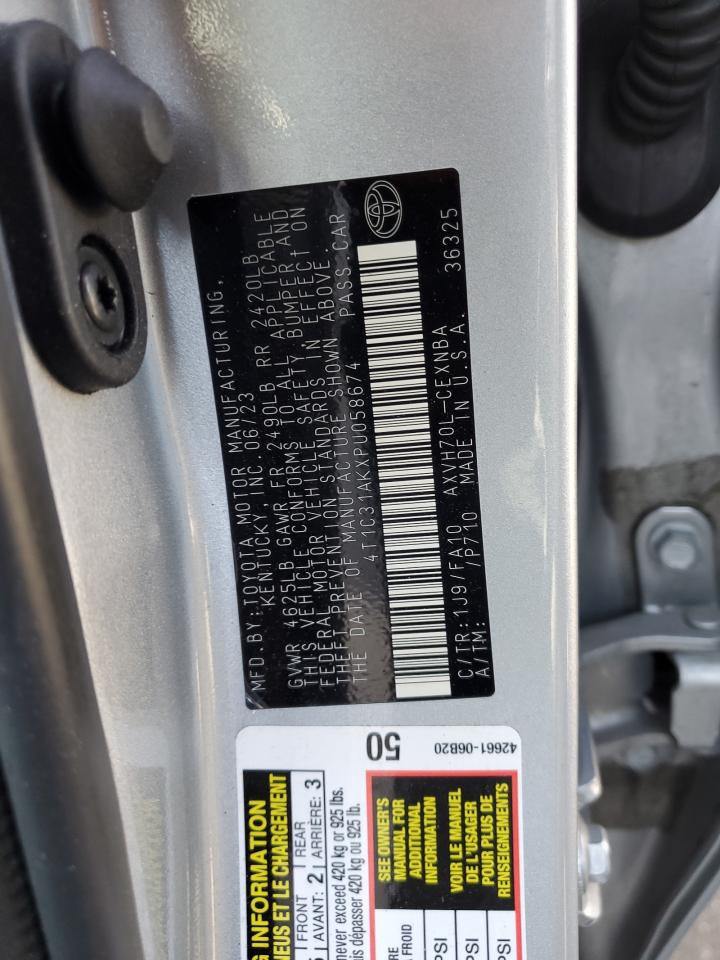 MFD.BY:TOYOTA MOTOR MANUFACTURING,
KENTUCKY, INC. 06/23
GVWR 4625LB GAWR FR 2490LB RR 2420LB
THIS VEHICLE CONFORMS TO ALL APPLICABLE
FEDERAL MOTOR VEHICLE SAFETY, BUMPER, AND
THEFT PREVENTION STANDARDS IN EFFECT ON
THE DATE OF MANUFACTURE SHOWN ABOVE.
4T1C31AKXPU058674 PASS.CAR
C/TR:1J9/FA10 AXVH70L-CEXNBA
A/TM: /P710 MADE IN U.S.A. 36325
50
42661-06B20
G INFORMATION
NEUS ET LE CHARGEMENT
FRONT REAR
AVANT: 2 ARRIÈRE: 3
never exceed 420 kg or 925 lbs.
is dépasser 420 kg ou 925 lb.
SEE OWNER'S
MANUAL FOR
ADDITIONAL
INFORMATION
VOIR LE MANUEL
DE L'USAGER
POUR PLUS DE
RENSEIGNEMENTS
RE
À FROID
PSI
PSI
PSI